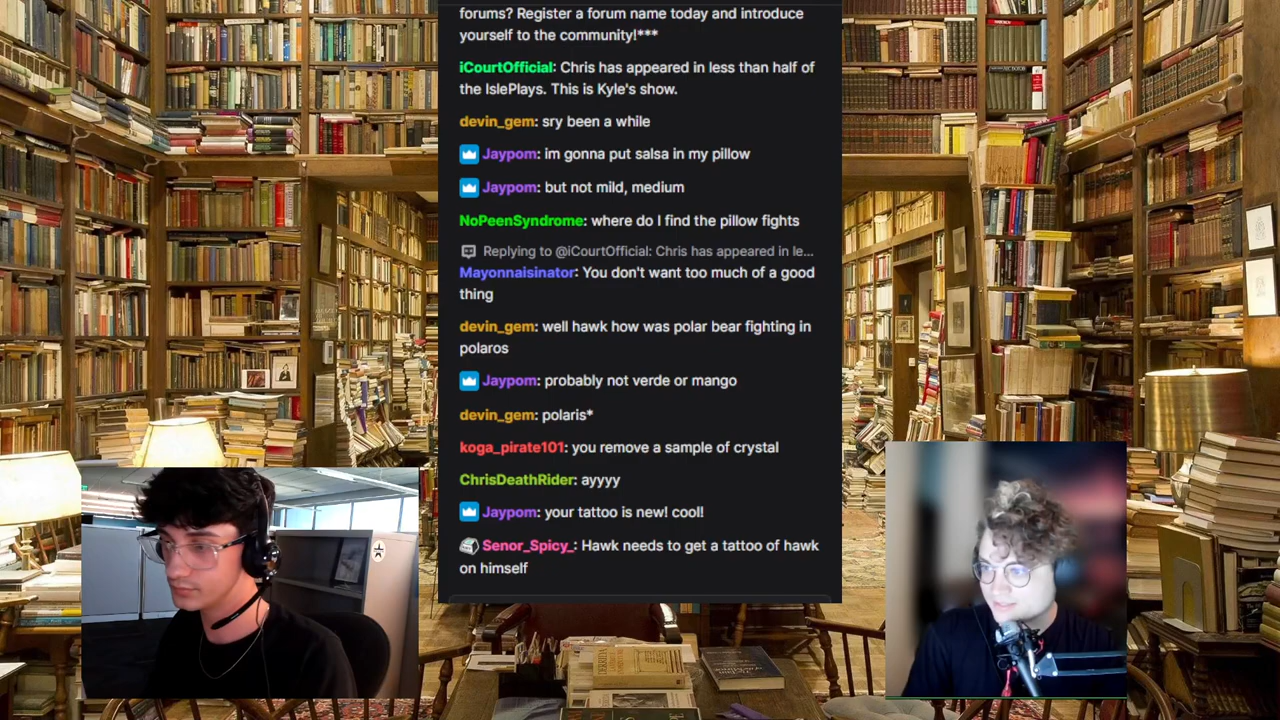 forums? Register a forum name today and introduce
yourself to the community!***
iCourtOfficial: Chris has appeared in less than half of
the IslePlays. This is Kyle's show.
devin_gem: sry been a while
Jaypom: im gonna put salsa in my pillow
Jaypom: but not mild, medium
NoPeenSyndrome: where do I find the pillow fights
Replying to @iCourtOfficial: Chris has appeared in le...
Mayonnaisinator: You don't want too much of a good
thing
devin_gem: well hawk how was polar bear fighting in
polaros
Jaypom: probably not verde or mango
devin_gem: polaris*
koga_pirate101: you remove a sample of crystal
ChrisDeathRider: ayyyy
Jaypom: your tattoo is new! cool!
Senor_Spicy_: Hawk needs to get a tattoo of hawk
on himself